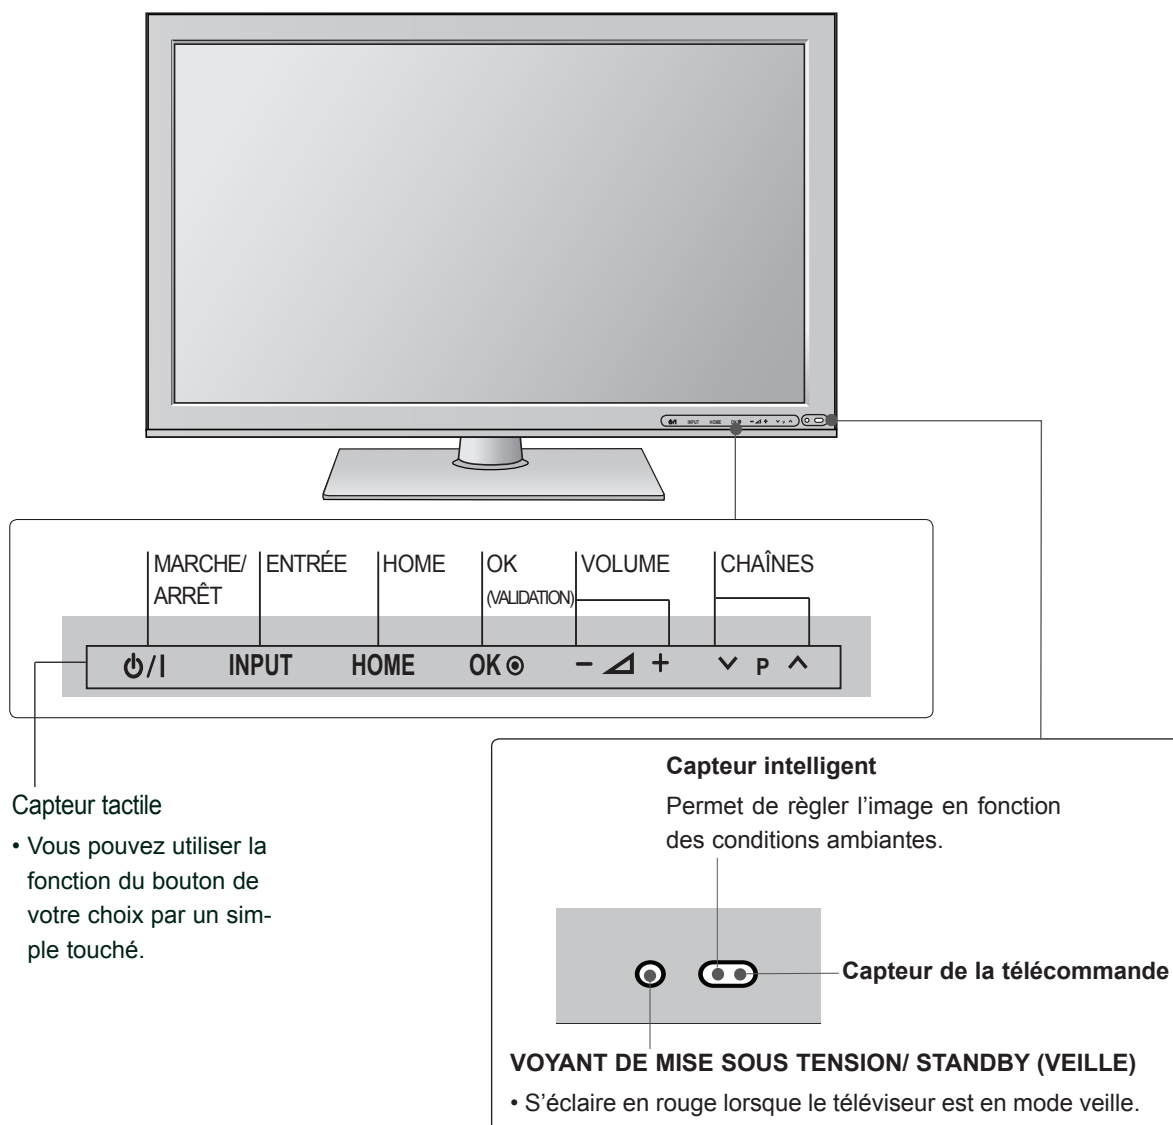 INPUT HOME OK P
MARCHE/
ARRÊT
ENTRÉE
HOME
OK
(VALIDATION)
VOLUME
CHAÎNES
/I INPUT HOME OK - + P
Capteur tactile
• Vous pouvez utiliser la
fonction du bouton de
votre choix par un sim-
ple touché.
Capteur intelligent
Permet de règler l’image en fonction
des conditions ambiantes.
Capteur de la télécommande
VOYANT DE MISE SOUS TENSION/ STANDBY (VEILLE)
• S’éclaire en rouge lorsque le téléviseur est en mode veille.